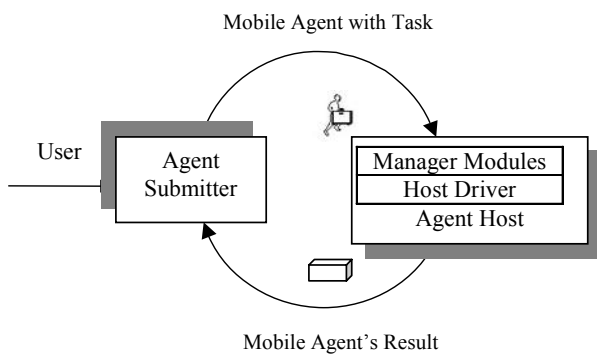 Mobile Agent with Task
User
Agent
Submitter
Manager Modules
Host Driver
Agent Host
Mobile Agent's Result